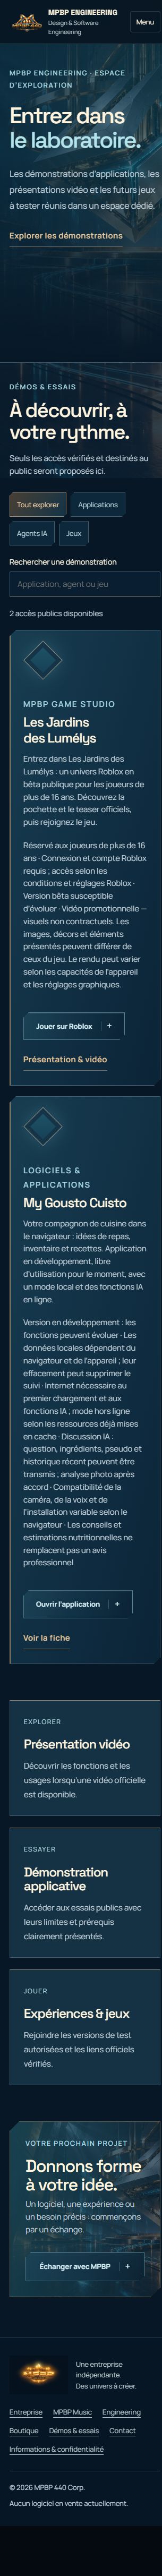 MPBP ENGINEERING
Design & Software
Engineering
Menu
MPBP ENGINEERING · ESPACE
D'EXPLORATION
Entrez dans
le laboratoire.
Les démonstrations d'applications, les
présentations vidéo et les futurs jeux
à tester réunis dans un espace dédié.
Explorer les démonstrations
DÉMOS & ESSAIS
À découvrir, à
votre rythme.
Seuls les accès vérifiés et destinés au
public seront proposés ici.
Tout explorer
Applications
Agents IA
Jeux
Rechercher une démonstration
Application, agent ou jeu
2 accès publics disponibles
MPBP GAME STUDIO
Les Jardins
des Lumélys
Entrez dans Les Jardins des
Lumélys : un univers Roblox en
bêta publique pour les joueurs de
plus de 16 ans. Découvrez la
pochette et le teaser officiels,
puis rejoignez le jeu.
Réservé aux joueurs de plus de 16
ans · Connexion et compte Roblox
requis ; accès selon les
conditions et réglages Roblox ·
Version bêta susceptible
d'évoluer · Vidéo promotionnelle —
visuels non contractuels. Les
images, décors et éléments
présentés peuvent différer de
ceux du jeu. Le rendu peut varier
selon les capacités de l'appareil
et les réglages graphiques.
Jouer sur Roblox +
Présentation & vidéo
LOGICIELS &
APPLICATIONS
My Gousto Cuisto
Votre compagnon de cuisine dans
le navigateur : idées de repas,
inventaire et recettes. Application
en développement, libre
d'utilisation pour le moment, avec
un mode local et des fonctions IA
en ligne.
Version en développement : les
fonctions peuvent évoluer · Les
données locales dépendent du
navigateur et de l'appareil ; leur
effacement peut supprimer le
suivi · Internet nécessaire au
premier chargement et aux
fonctions IA ; mode hors ligne
selon les ressources déjà mises
en cache · Discussion IA :
question, ingrédients, pseudo et
historique récent peuvent être
transmis ; analyse photo après
accord · Compatibilité de la
caméra, de la voix et de
l'installation variable selon le
navigateur · Les conseils et
estimations nutritionnelles ne
remplacent pas un avis
professionnel
Ouvrir l'application +
Voir la fiche
EXPLORER
Présentation vidéo
Découvrir les fonctions et les
usages lorsqu'une vidéo officielle
est disponible.
ESSAYER
Démonstration
applicative
Accéder aux essais publics avec
leurs limites et prérequis
clairement présentés.
JOUER
Expériences & jeux
Rejoindre les versions de test
autorisées et les liens officiels
vérifiés.
VOTRE PROCHAIN PROJET
Donnons forme
à votre idée.
Un logiciel, une expérience ou
un besoin précis : commençons
par un échange.
Échanger avec MPBP +
MPBP
Une entreprise
indépendante.
Des univers à créer.
Entreprise
MPBP Music
Engineering
Boutique
Démos & essais
Contact
Informations & confidentialité
© 2026 MPBP 440 Corp.
Aucun logiciel en vente actuellement.